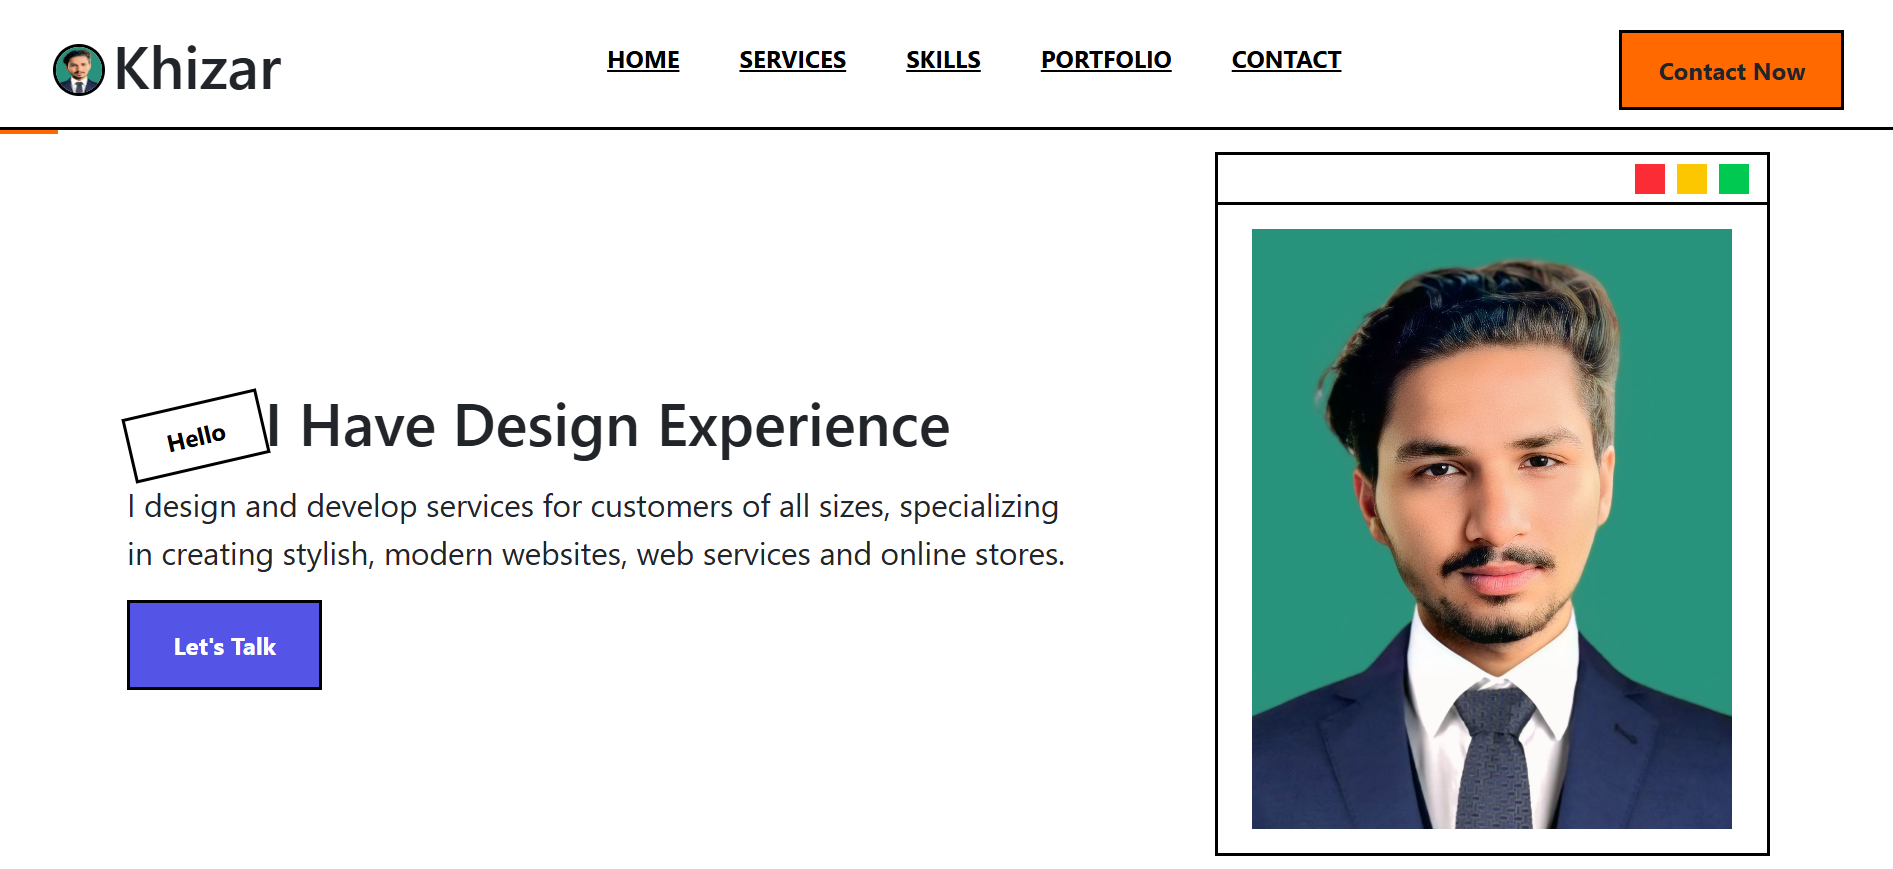 Khizar
HOME SERVICES SKILLS PORTFOLIO CONTACT
Contact Now
Hello
I Have Design Experience
I design and develop services for customers of all sizes, specializing
in creating stylish, modern websites, web services and online stores.
Let's Talk